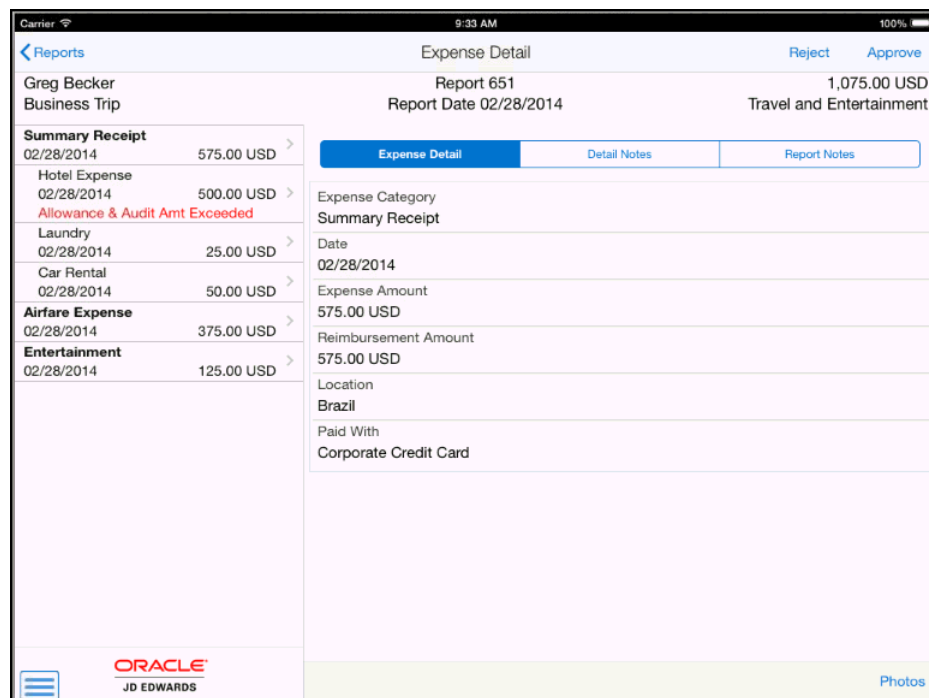 Carrier 9:33 AM 100%
Reports Expense Detail Reject Approve
Greg Becker Report 651 1,075.00 USD
Business Trip Report Date 02/28/2014 Travel and Entertainment
Summary Receipt
02/28/2014 575.00 USD
Hotel Expense
02/28/2014 500.00 USD
Allowance & Audit Amt Exceeded
Laundry
02/28/2014 25.00 USD
Car Rental
02/28/2014 50.00 USD
Airfare Expense
02/28/2014 375.00 USD
Entertainment
02/28/2014 125.00 USD
Expense Detail Detail Notes Report Notes
Expense Category
Summary Receipt
Date
02/28/2014
Expense Amount
575.00 USD
Reimbursement Amount
575.00 USD
Location
Brazil
Paid With
Corporate Credit Card
ORACLE
JD EDWARDS
Photos